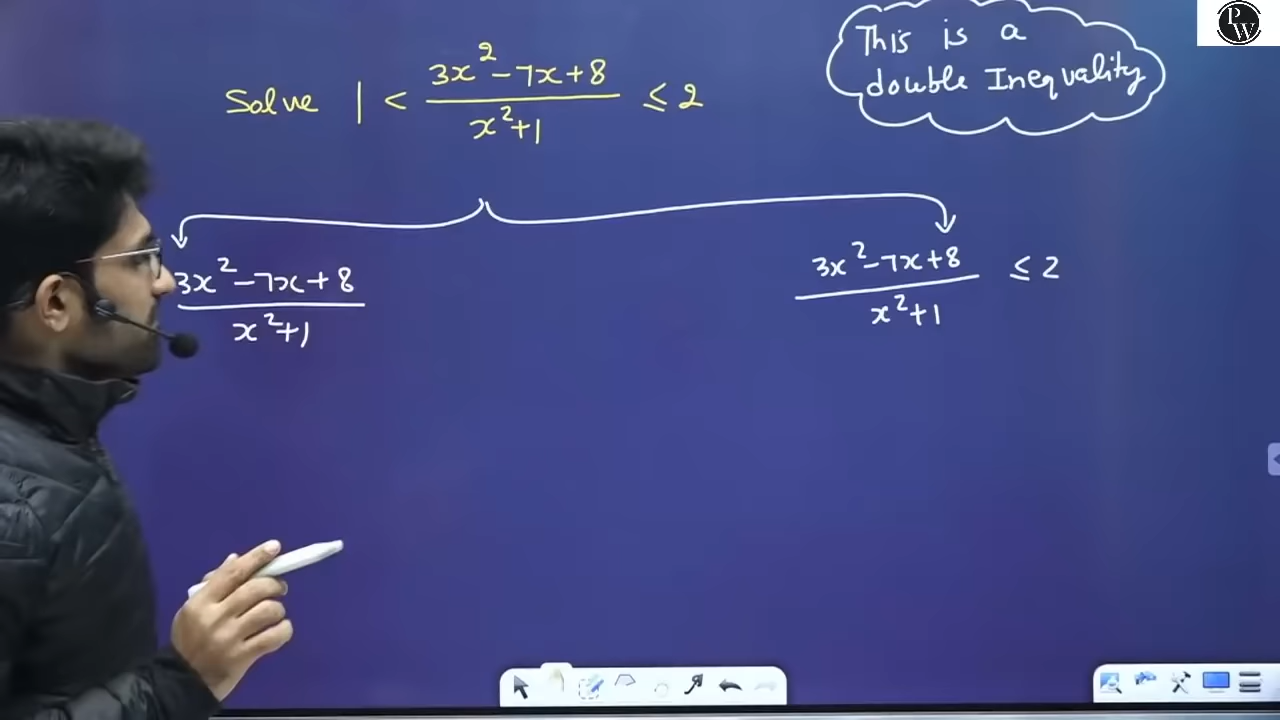 Solve 1 < (3x² - 7x + 8)/(x² + 1) ≤ 2
This is a
double Inequality
PW
(3x² - 7x + 8)/(x² + 1)
(3x² - 7x + 8)/(x² + 1) ≤ 2